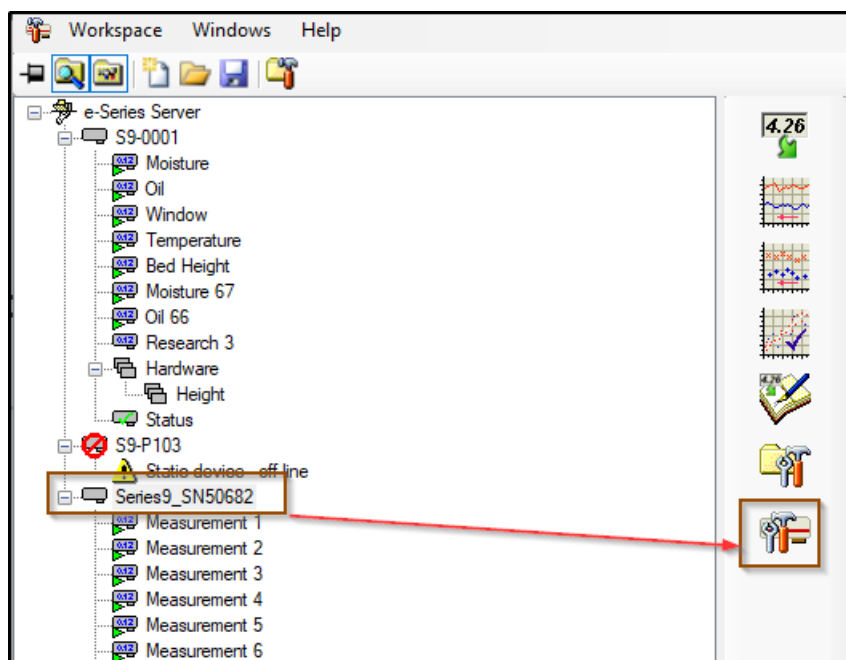 Workspace Windows Help
e-Series Server
S9-0001
Moisture
Oil
Window
Temperature
Bed Height
Moisture 67
Oil 66
Research 3
Hardware
Height
Status
S9-P103
Static device - off line
Series9_SN50682
Measurement 1
Measurement 2
Measurement 3
Measurement 4
Measurement 5
Measurement 6
4.26
4.26